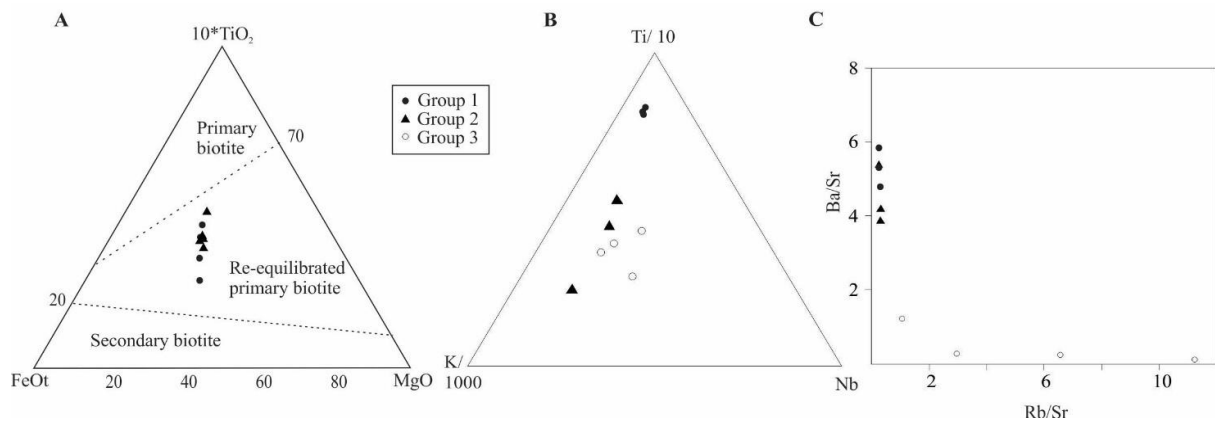 A
10*TiO₂
Primary
biotite
70
Re-equilibrated
primary biotite
20
Secondary biotite
FeOt
20
40
60
80
MgO
Group 1
Group 2
Group 3
B
Ti/ 10
K/
1000
Nb
C
8
6
4
2
Ba/Sr
2
6
10
Rb/Sr